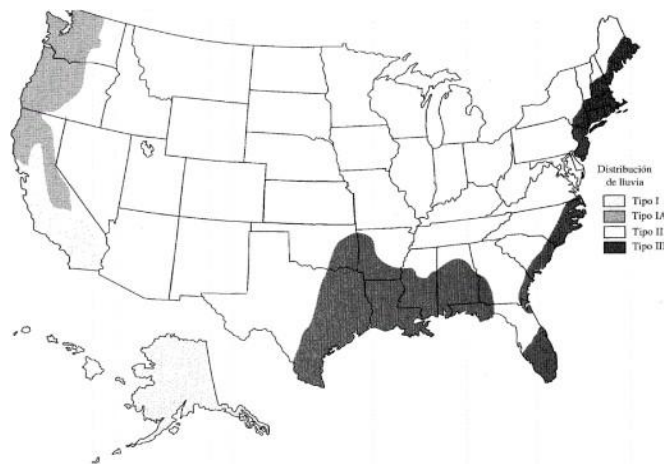 Distribución
de lluvia
Tipo I
Tipo IA
Tipo II
Tipo III